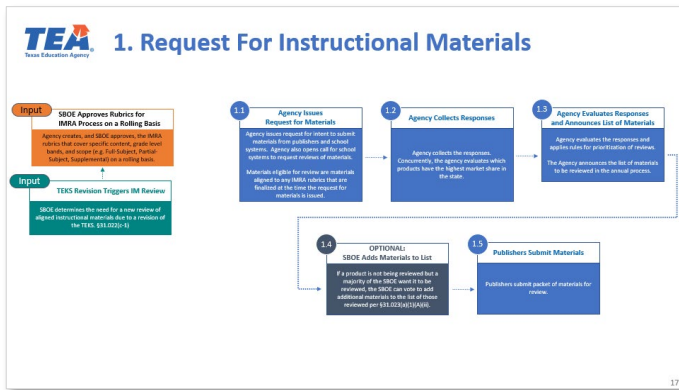 TEA
Texas Education Agency
1. Request For Instructional Materials
Input
SBOE Approves Rubrics for
IMRA Process on a Rolling Basis
Agency creates, and SBOE approves, the IMRA
rubrics that cover specific content, grade level
bands, and scope (e.g. Full-Subject, Partial-
Subject, Supplemental) on a rolling basis.
Input
TEKS Revision Triggers IM Review
SBOE determines the need for a new review of
aligned instructional materials due to a revision of
the TEKS. §31.022(c-1)
1.1
Agency Issues
Request for Materials
Agency issues request for intent to submit
materials from publishers and school
systems. Agency also opens call for school
systems to request reviews of materials.
Materials eligible for review are materials
aligned to any IMRA rubrics that are
finalized at the time the request for
materials is issued.
1.2
Agency Collects Responses
Agency collects the responses.
Concurrently, the agency evaluates which
products have the highest market share in
the state.
1.3
Agency Evaluates Responses
and Announces List of Materials
Agency evaluates the responses and
applies rules for prioritization of reviews.
The Agency announces the list of materials
to be reviewed in the annual process.
1.4
OPTIONAL:
SBOE Adds Materials to List
If a product is not being reviewed but a
majority of the SBOE want it to be
reviewed, the SBOE can vote to add
additional materials to the list of those
reviewed per §31.023(a)(1)(A)(ii).
1.5
Publishers Submit Materials
Publishers submit packet of materials for
review.
17